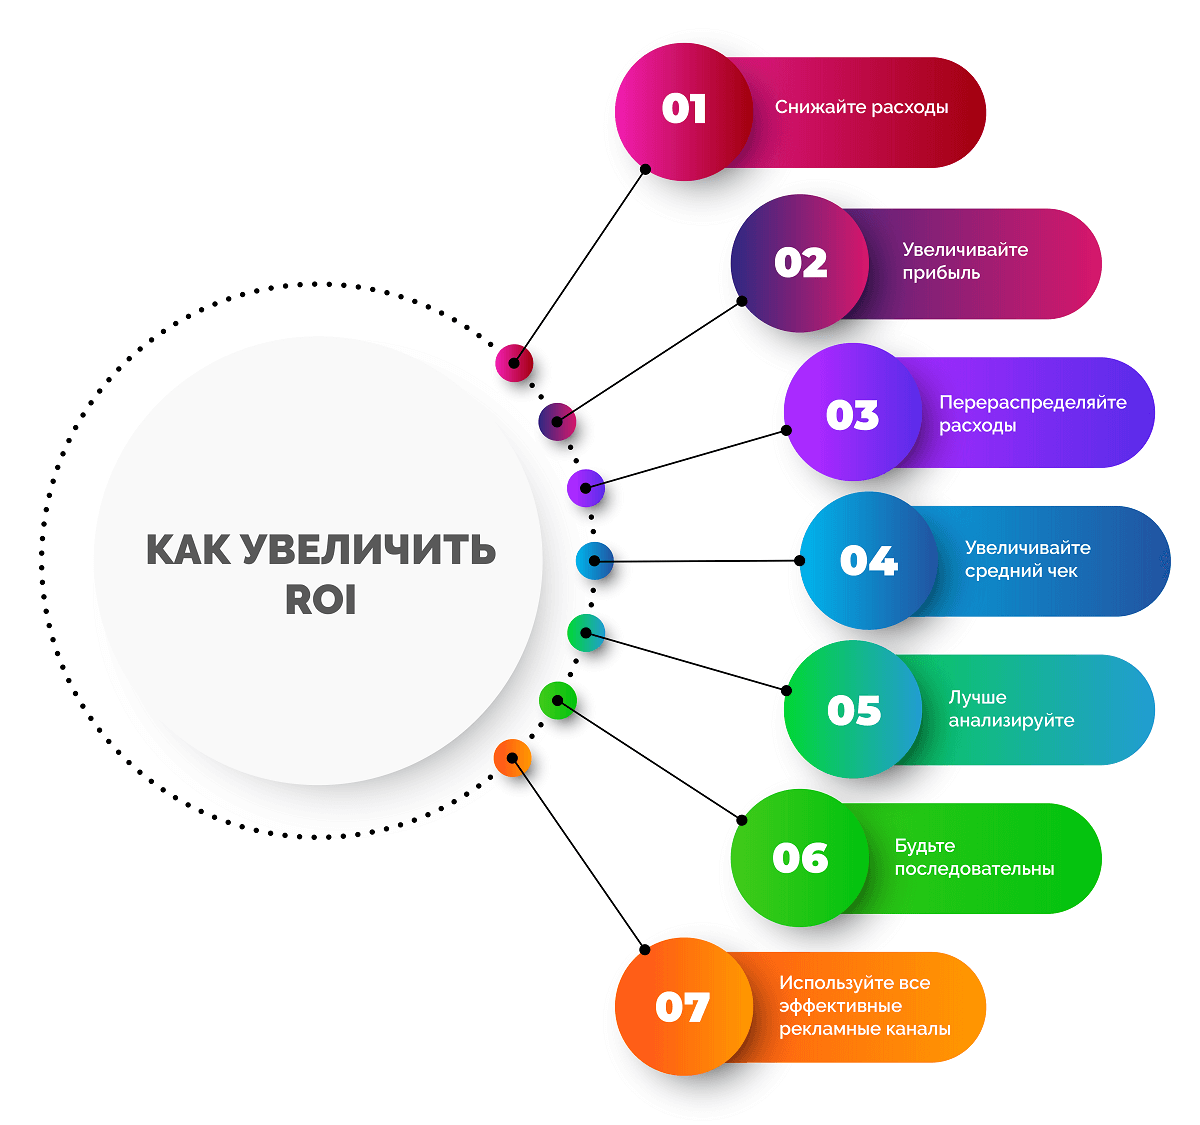 КАК УВЕЛИЧИТЬ
ROI
01
Снижайте расходы
02
Увеличивайте
прибыль
03
Перераспределяйте
расходы
04
Увеличивайте
средний чек
05
Лучше
анализируйте
06
Будьте
последовательны
07
Используйте все
эффективные
рекламные каналы